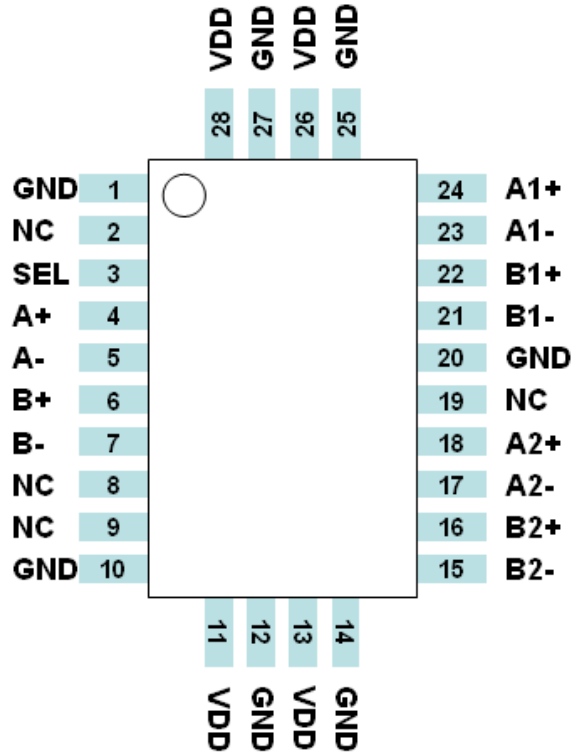 VDD GND VDD GND
28 27 26 25
GND 1 24 A1+
NC 2 23 A1-
SEL 3 22 B1+
A+ 4 21 B1-
A- 5 20 GND
B+ 6 19 NC
B- 7 18 A2+
NC 8 17 A2-
NC 9 16 B2+
GND 10 15 B2-
11 12 13 14
VDD GND VDD GND